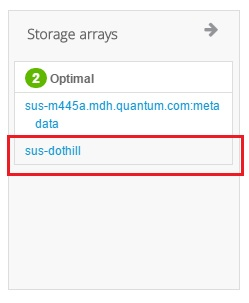 Storage arrays
2 Optimal
sus-m445a.mdh.quantum.com:meta
data
sus-dothill